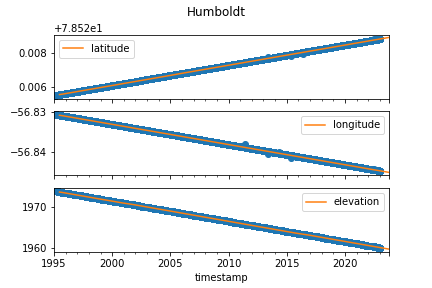 Humboldt
+7.852e1
0.008
0.006
latitude
−56.83
−56.84
longitude
1970
1960
elevation
1995 2000 2005 2010 2015 2020
timestamp